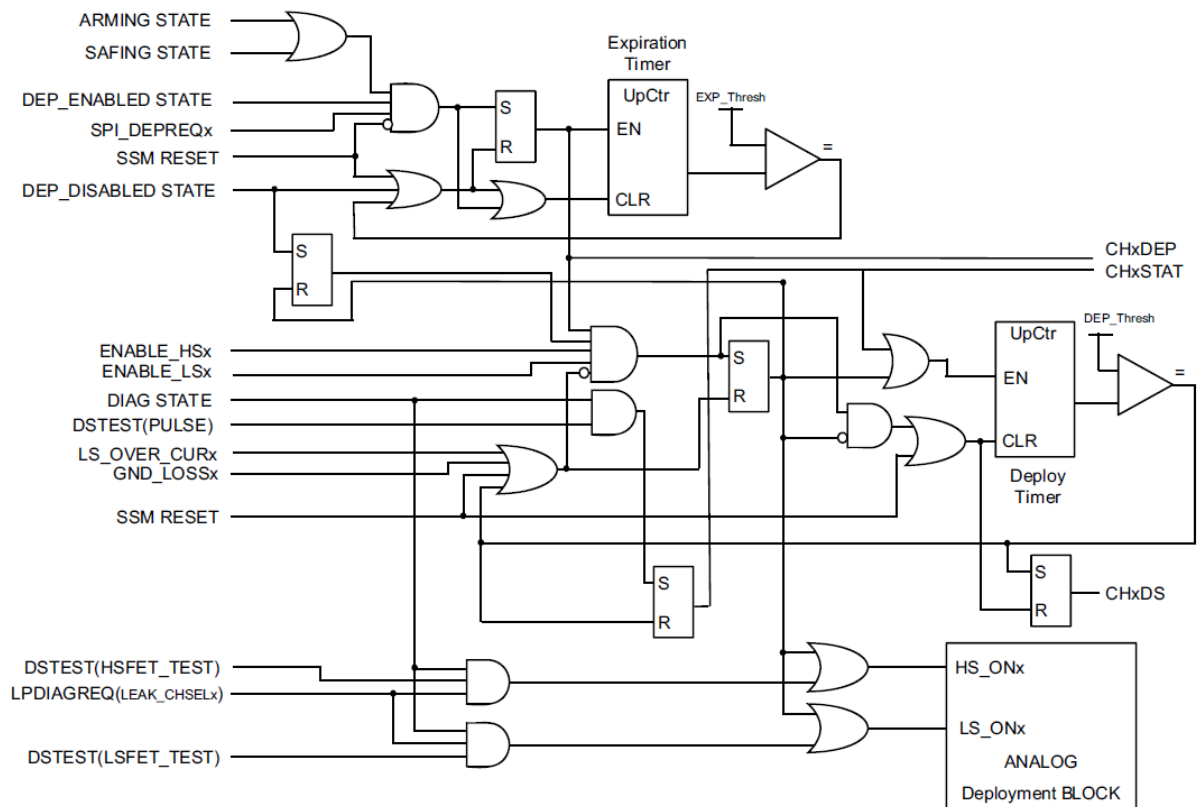 ARMING STATE
SAFING STATE
DEP_ENABLED STATE
SPI_DEPREQx
SSM RESET
DEP_DISABLED STATE
Expiration
Timer
UpCtr
EN
CLR
EXP_Thresh
=
S
R
S
R
CHxDEP
CHxSTAT
ENABLE_HSx
ENABLE_LSx
DIAG STATE
DSTEST(PULSE)
LS_OVER_CURx
GND_LOSSx
SSM RESET
S
R
UpCtr
EN
CLR
Deploy
Timer
DEP_Thresh
=
S
R
S
R
CHxDS
DSTEST(HSFET_TEST)
LPDIAGREQ(LEAK_CHSELx)
DSTEST(LSFET_TEST)
HS_ONx
LS_ONx
ANALOG
Deployment BLOCK